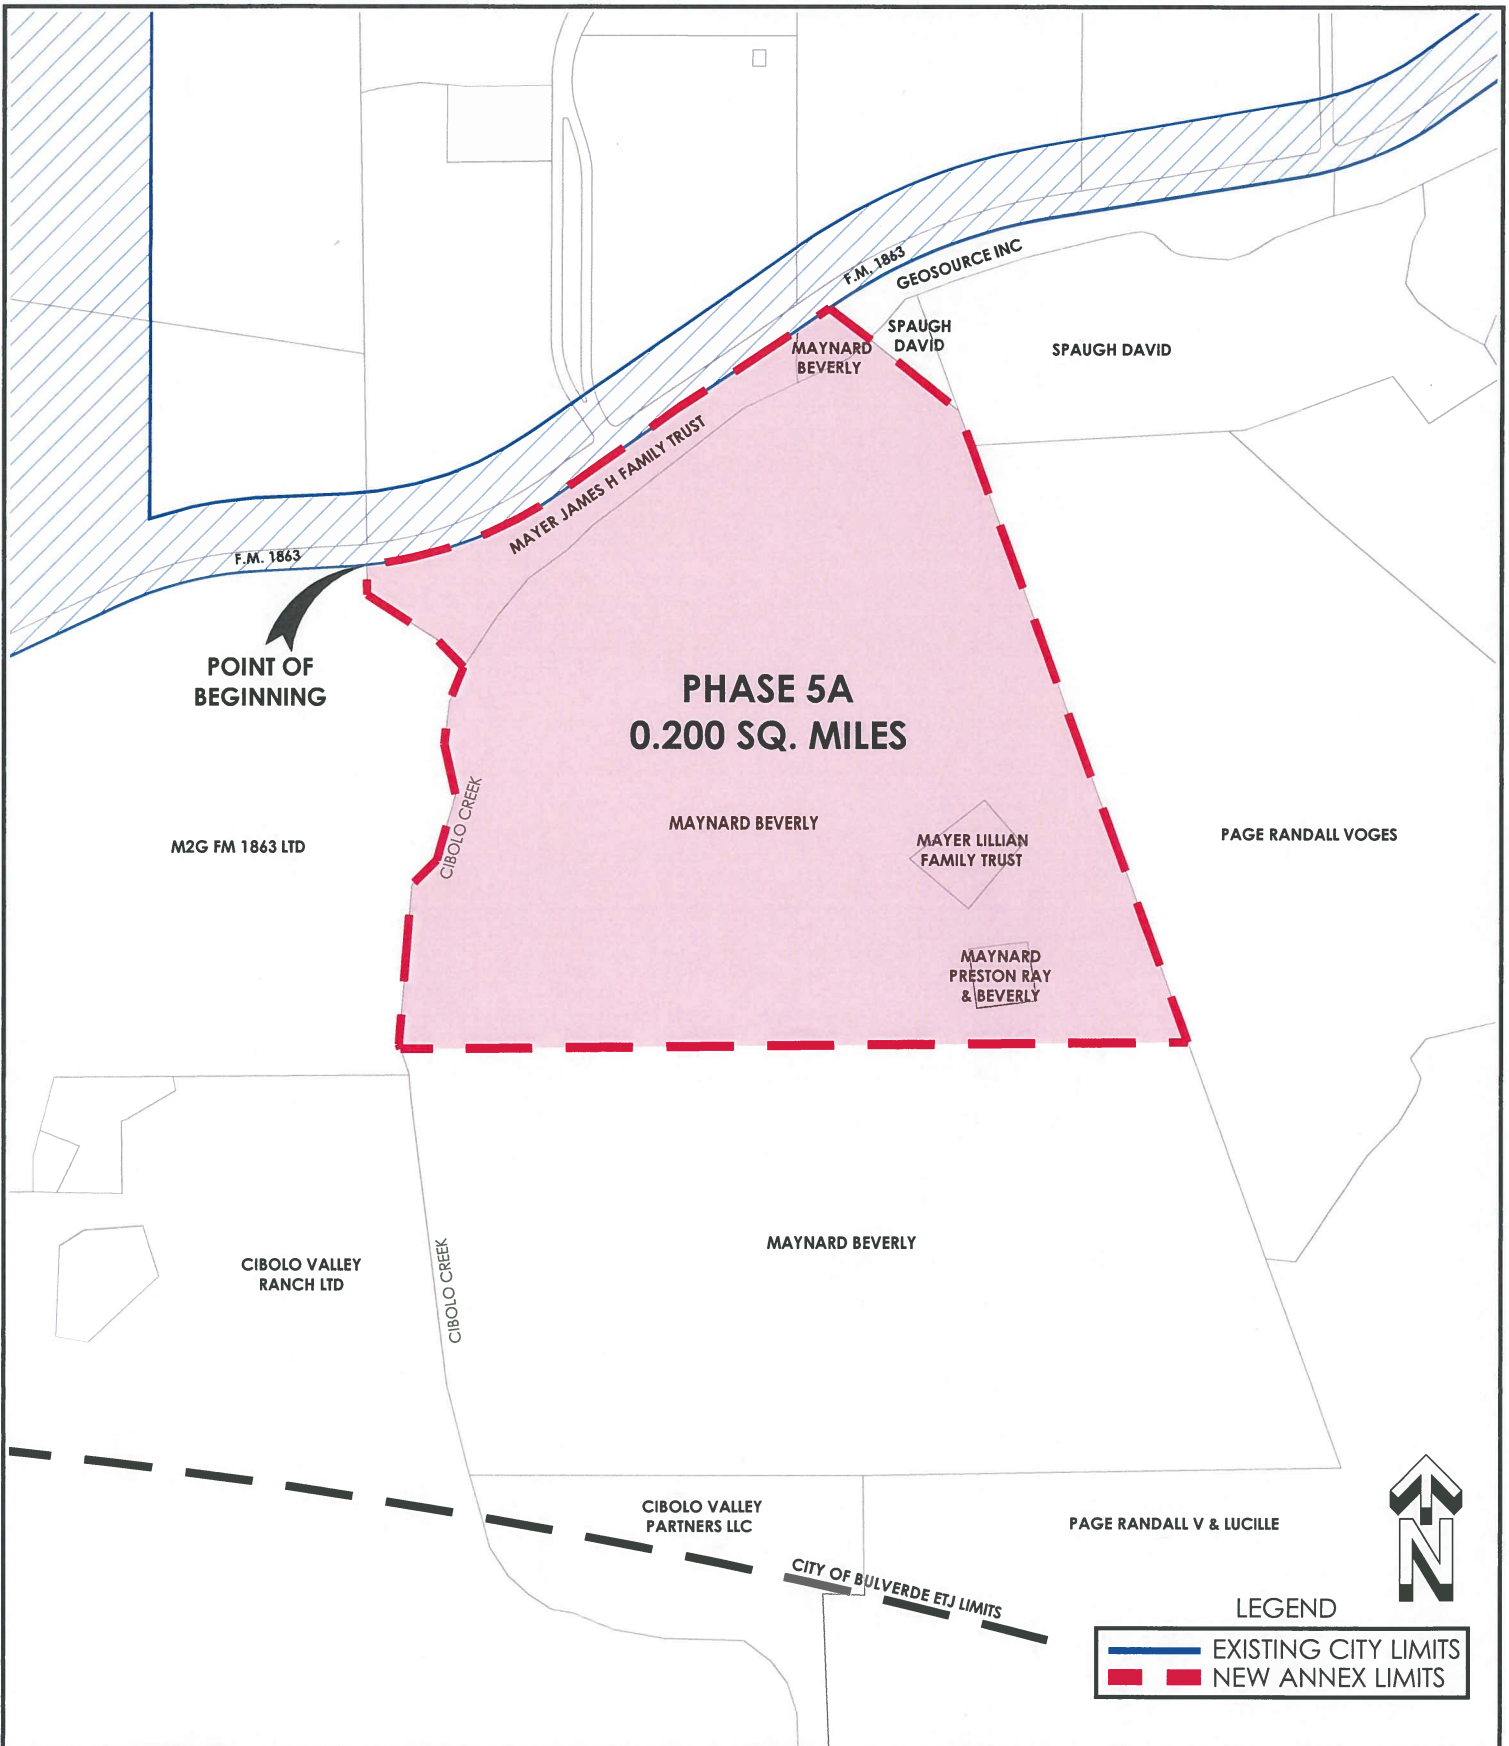 F.M. 1863
GEOSOURCE INC
SPAUGH
DAVID
SPAUGH DAVID
MAYNARD
BEVERLY
MAYER JAMES H FAMILY TRUST
F.M. 1863
POINT OF
BEGINNING
PHASE 5A
0.200 SQ. MILES
CIBOLO CREEK
MAYNARD BEVERLY
MAYER LILLIAN
FAMILY TRUST
PAGE RANDALL VOGES
M2G FM 1863 LTD
MAYNARD
PRESTON RAY
& BEVERLY
MAYNARD BEVERLY
CIBOLO VALLEY
RANCH LTD
CIBOLO CREEK
CIBOLO VALLEY
PARTNERS LLC
PAGE RANDALL V & LUCILLE
CITY OF BULVERDE ETJ LIMITS
N
LEGEND
EXISTING CITY LIMITS
NEW ANNEX LIMITS